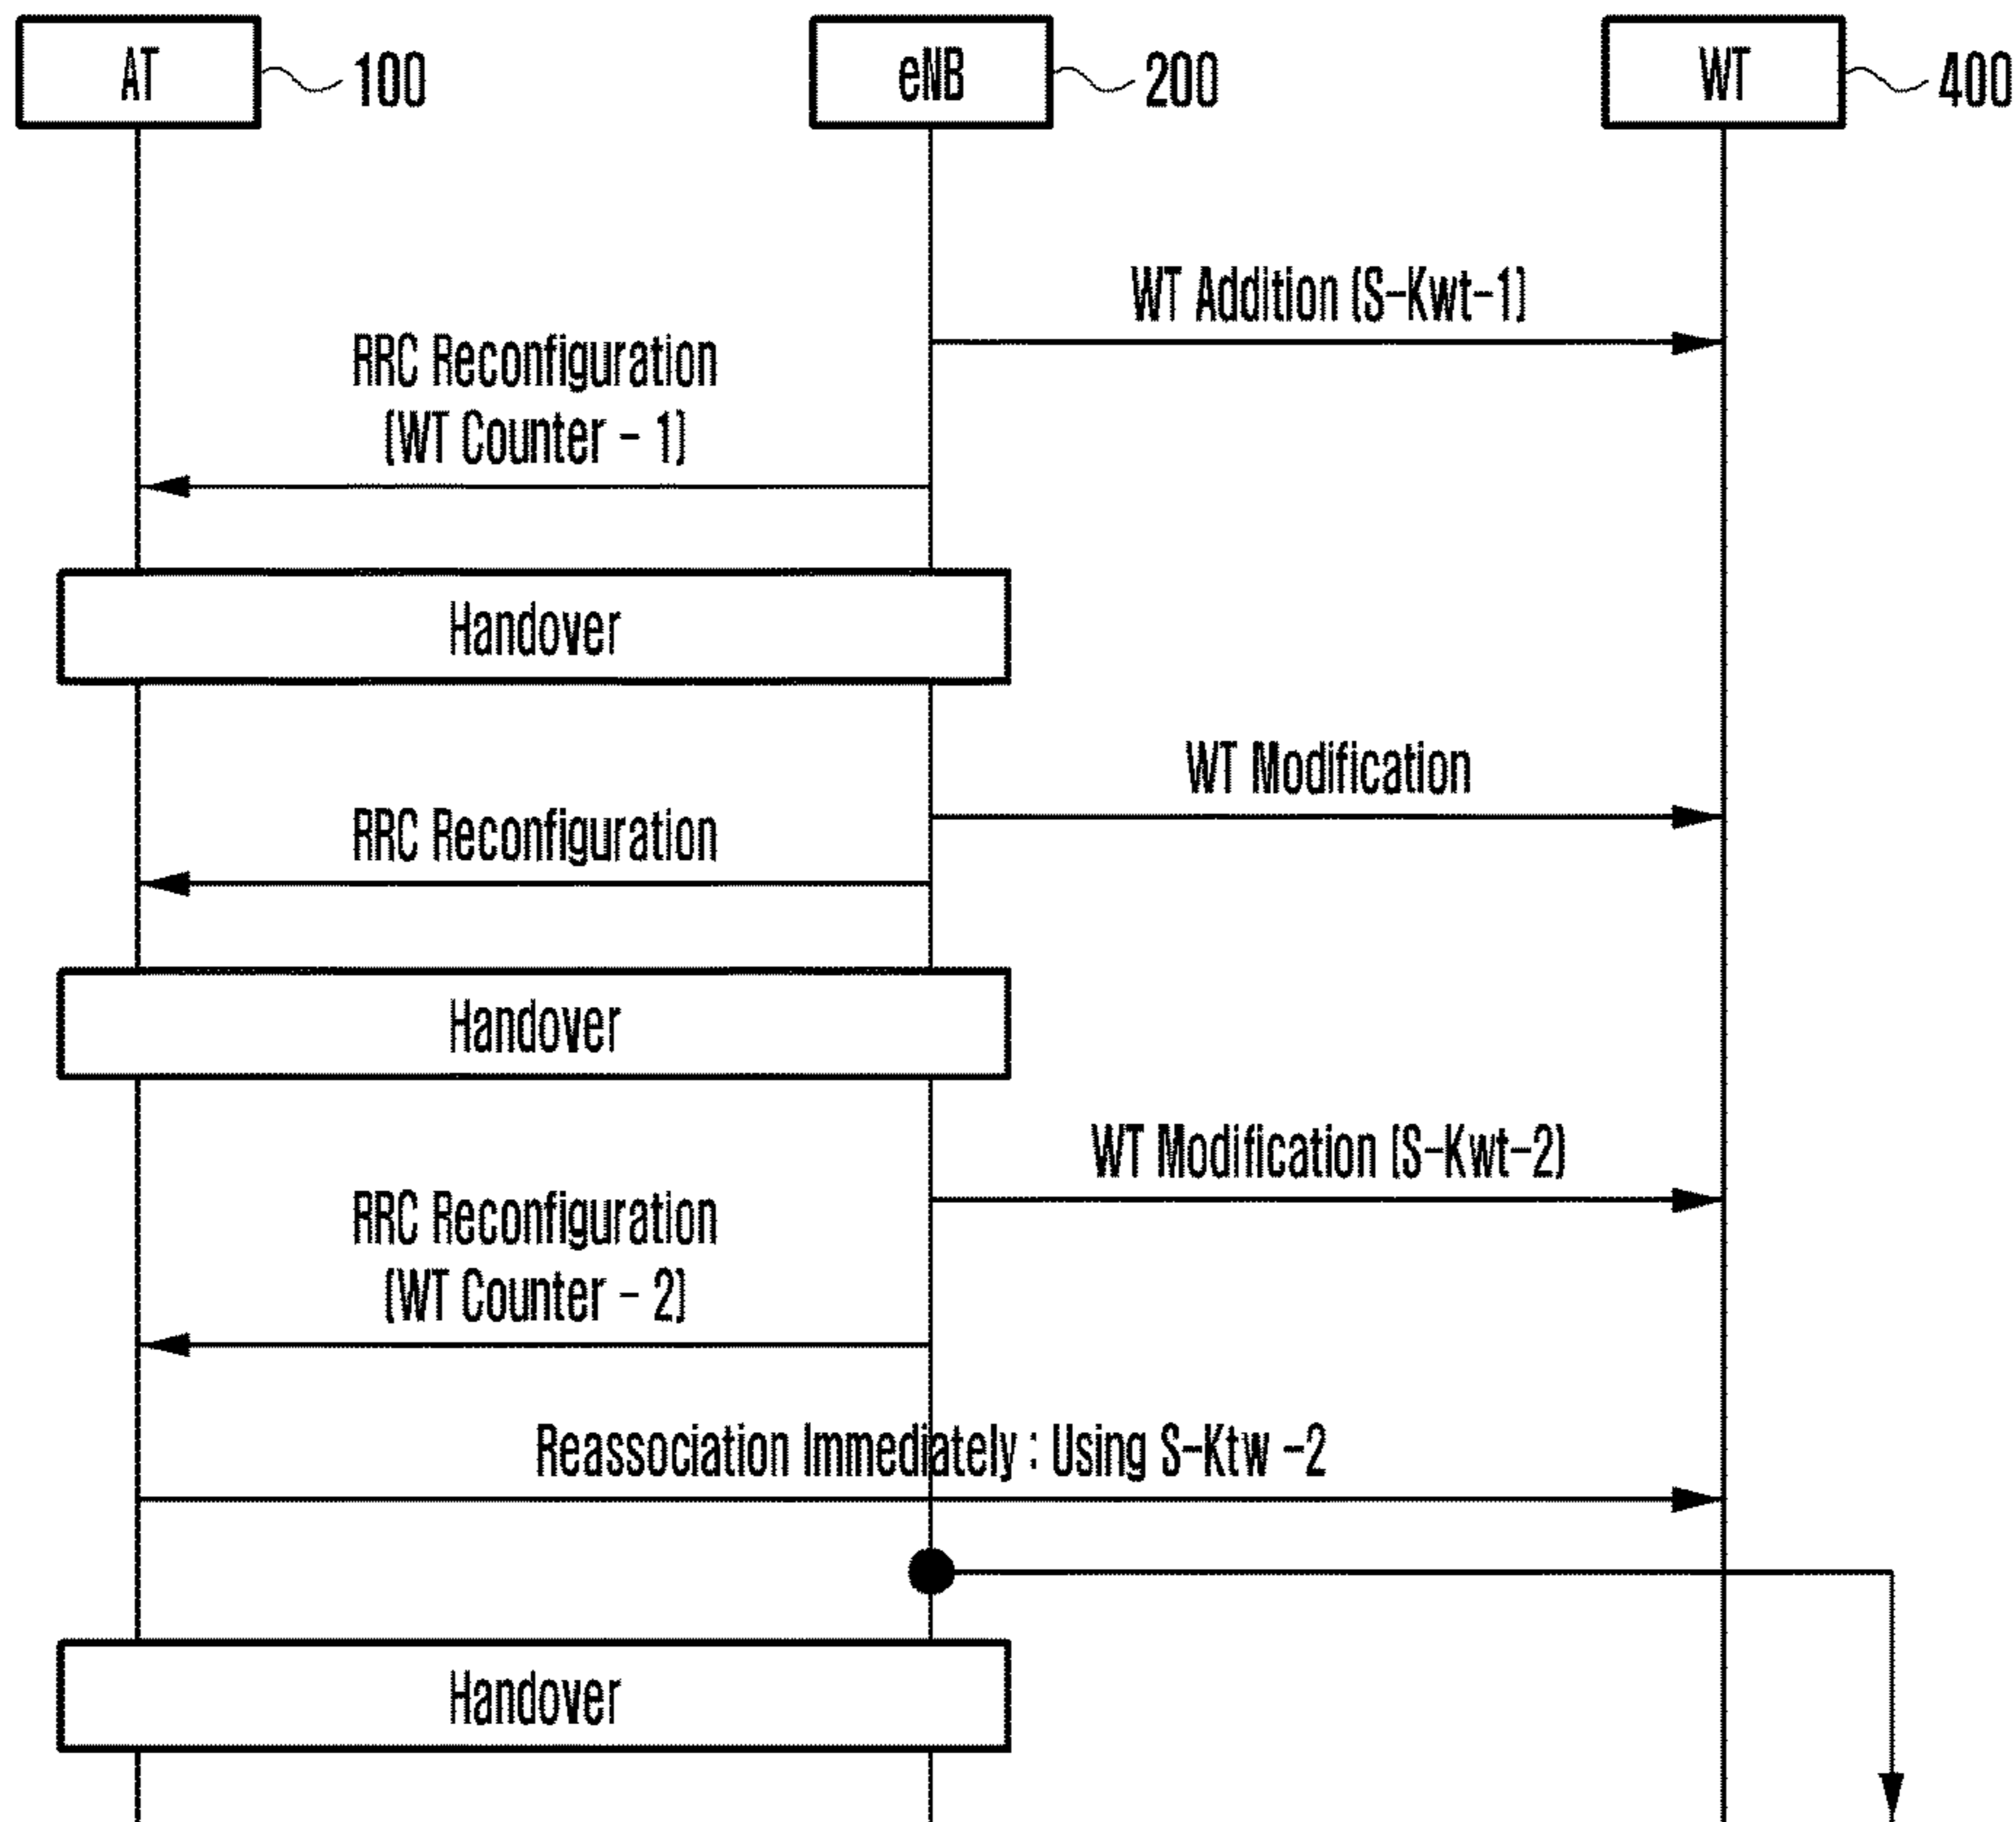 AT
100
eNB
200
WT
400
WT Addition (S-Kwt-1)
RRC Reconfiguration
(WT Counter - 1)
Handover
WT Modification
RRC Reconfiguration
Handover
WT Modification (S-Kwt-2)
RRC Reconfiguration
(WT Counter - 2)
Reassociation Immediately : Using S-Ktw -2
Handover